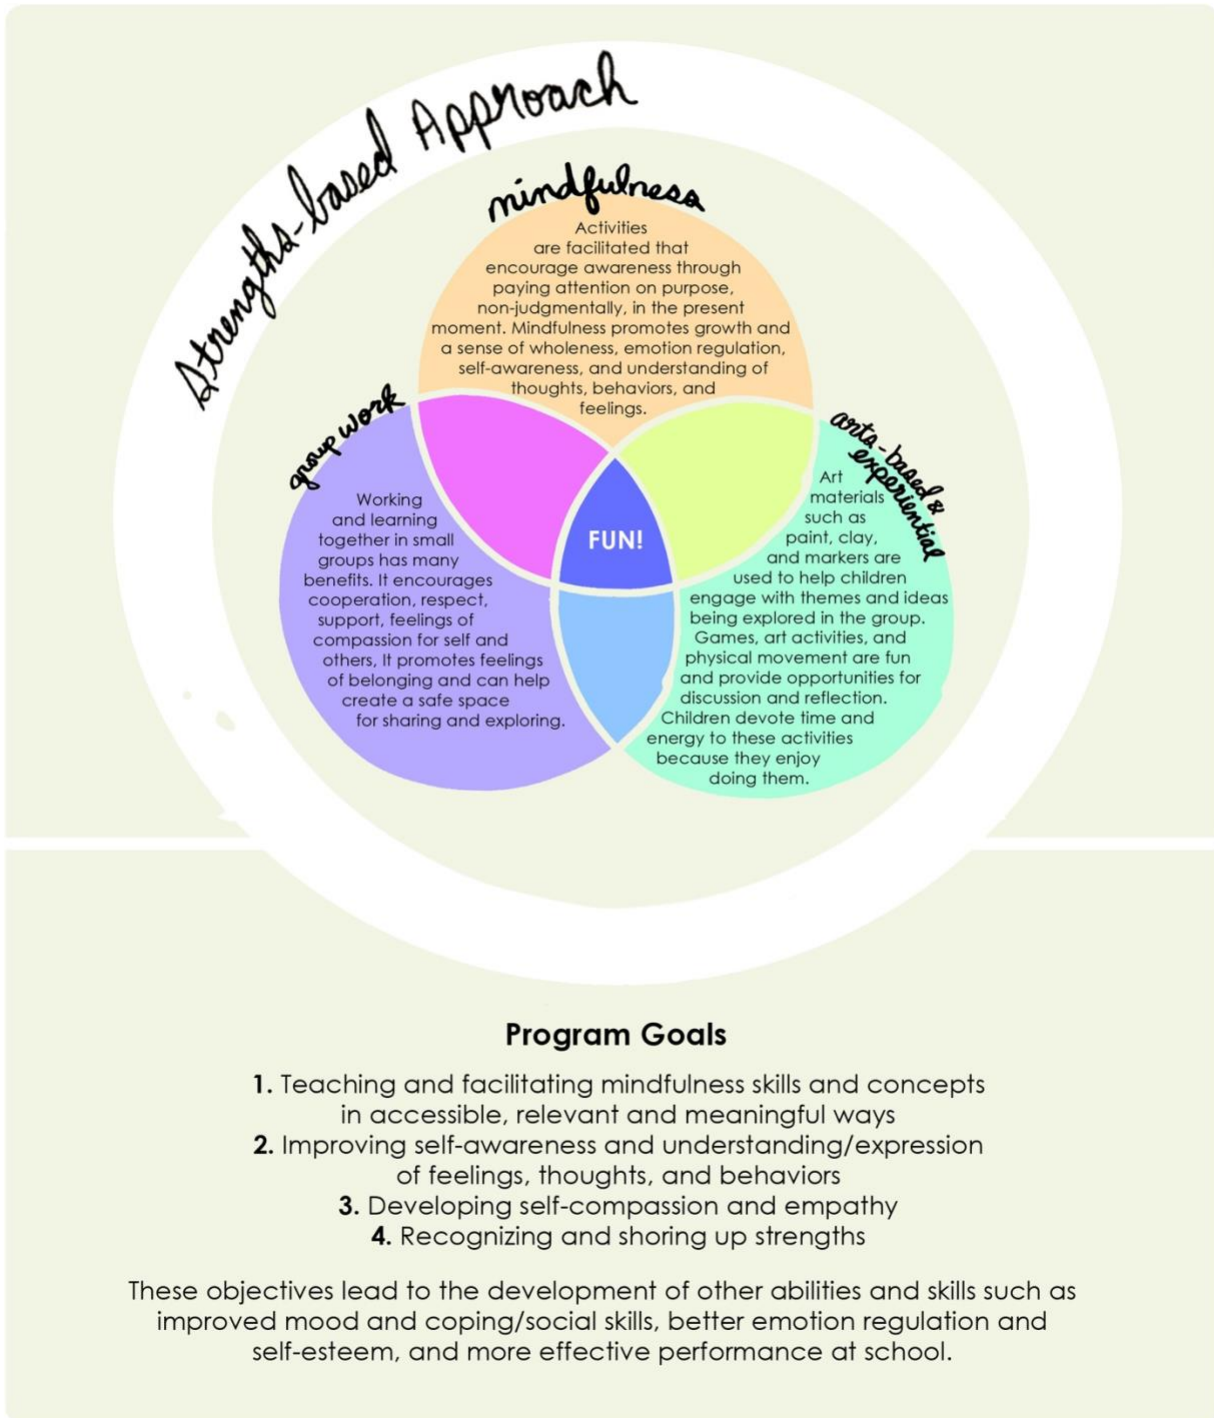 Strengths-based Approach
mindfulness
Activities
are facilitated that
encourage awareness through
paying attention on purpose,
non-judgmentally, in the present
moment. Mindfulness promotes growth and
a sense of wholeness, emotion regulation,
self-awareness, and understanding of
thoughts, behaviors, and
feelings.
group work
Working
and learning
together in small
groups has many
benefits. It encourages
cooperation, respect,
support, feelings of
compassion for self and
others, It promotes feelings
of belonging and can help
create a safe space
for sharing and exploring.
FUN!
arts-based &
experiential
Art
materials
such as
paint, clay,
and markers are
used to help children
engage with themes and ideas
being explored in the group.
Games, art activities, and
physical movement are fun
and provide opportunities for
discussion and reflection.
Children devote time and
energy to these activities
because they enjoy
doing them.
Program Goals
1. Teaching and facilitating mindfulness skills and concepts
in accessible, relevant and meaningful ways
2. Improving self-awareness and understanding/expression
of feelings, thoughts, and behaviors
3. Developing self-compassion and empathy
4. Recognizing and shoring up strengths
These objectives lead to the development of other abilities and skills such as
improved mood and coping/social skills, better emotion regulation and
self-esteem, and more effective performance at school.